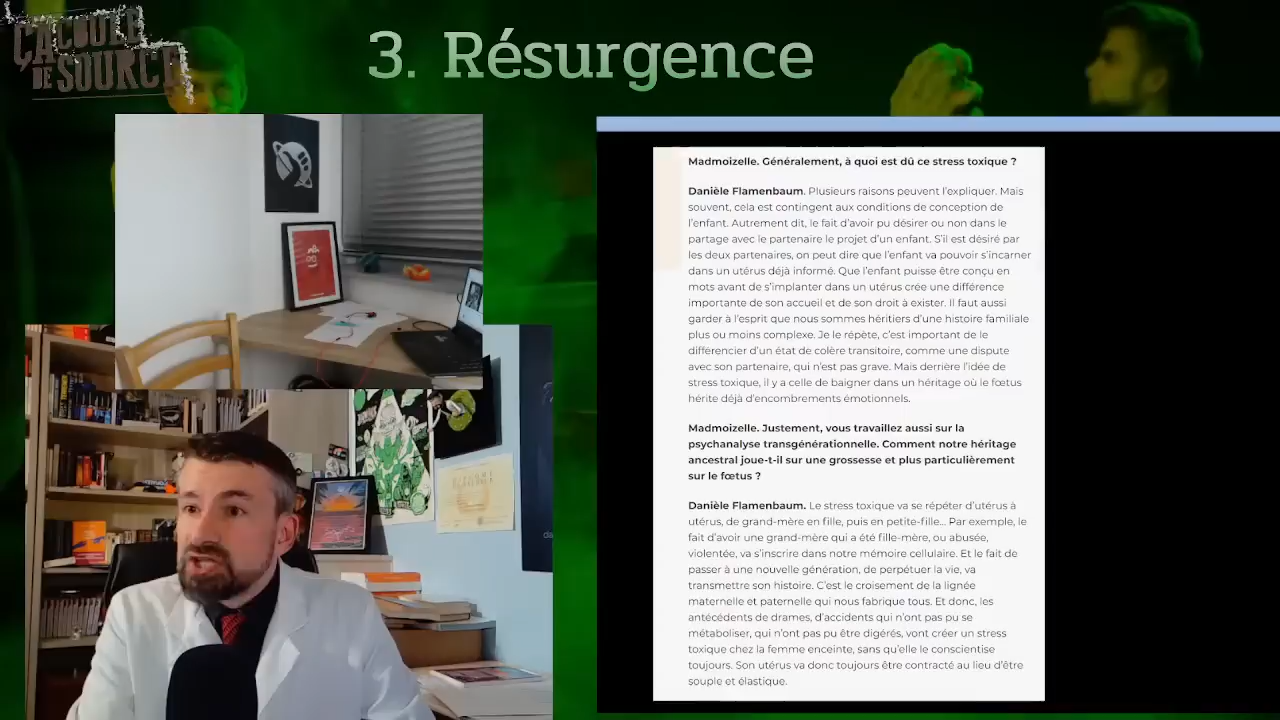 ÇA COULE
DE SOURCE
3. Résurgence
Madmoizelle. Généralement, à quoi est dû ce stress toxique ?
Danièle Flamenbaum. Plusieurs raisons peuvent l'expliquer. Mais
souvent, cela est contingent aux conditions de conception de
l'enfant. Autrement dit, le fait d'avoir pu désirer ou non dans le
partage avec le partenaire le projet d'un enfant. S'il est désiré par
les deux partenaires, on peut dire que l'enfant va pouvoir s'incarner
dans un utérus déjà informé. Que l'enfant puisse être conçu en
mots avant de s'implanter dans un utérus crée une différence
importante de son accueil et de son droit à exister. Il faut aussi
garder à l'esprit que nous sommes héritiers d'une histoire familiale
plus ou moins complexe. Je le répète, c'est important de le
différencier d'un état de colère transitoire, comme une dispute
avec son partenaire, qui n'est pas grave. Mais derrière l'idée de
stress toxique, il y a celle de baigner dans un héritage où le fœtus
hérite déjà d'encombrements émotionnels.
Madmoizelle. Justement, vous travaillez aussi sur la
psychanalyse transgénérationnelle. Comment notre héritage
ancestral joue-t-il sur une grossesse et plus particulièrement
sur le fœtus ?
Danièle Flamenbaum. Le stress toxique va se répéter d'utérus à
utérus, de grand-mère en fille, puis en petite-fille... Par exemple, le
fait d'avoir une grand-mère qui a été fille-mère, ou abusée,
violentée, va s'inscrire dans notre mémoire cellulaire. Et le fait de
passer à une nouvelle génération, de perpétuer la vie, va
transmettre son histoire. C'est le croisement de la lignée
maternelle et paternelle qui nous fabrique tous. Et donc, les
antécédents de drames, d'accidents qui n'ont pas pu se
métaboliser, qui n'ont pas pu être digérés, vont créer un stress
toxique chez la femme enceinte, sans qu'elle le conscientise
toujours. Son utérus va donc toujours être contracté au lieu d'être
souple et élastique.